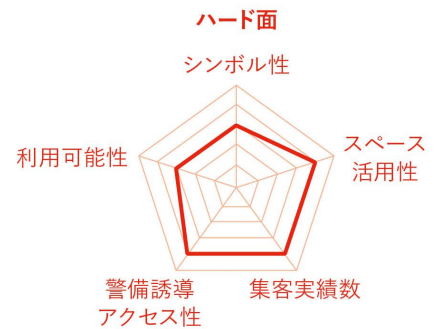 ハード面
シンボル性
スペース
活用性
利用可能性
警備誘導
アクセス性
集客実績数